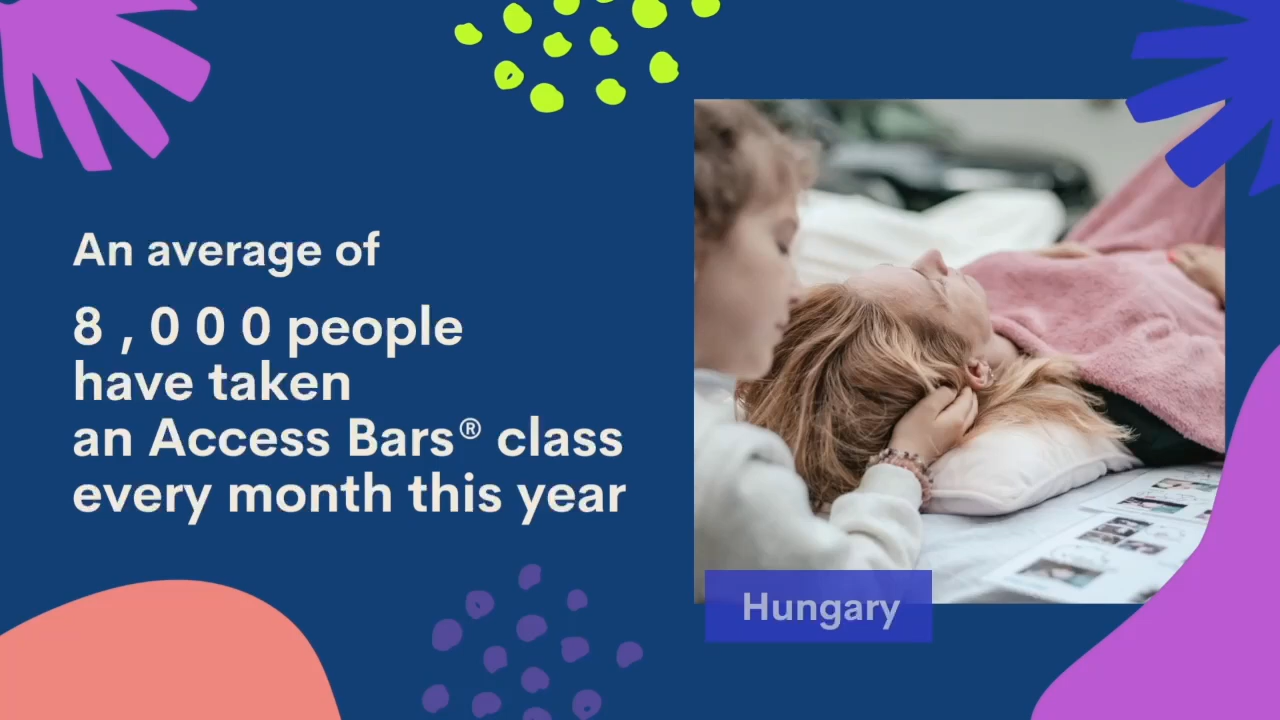 An average of
8 , 0 0 0 people
have taken
an Access Bars® class
every month this year
Hungary